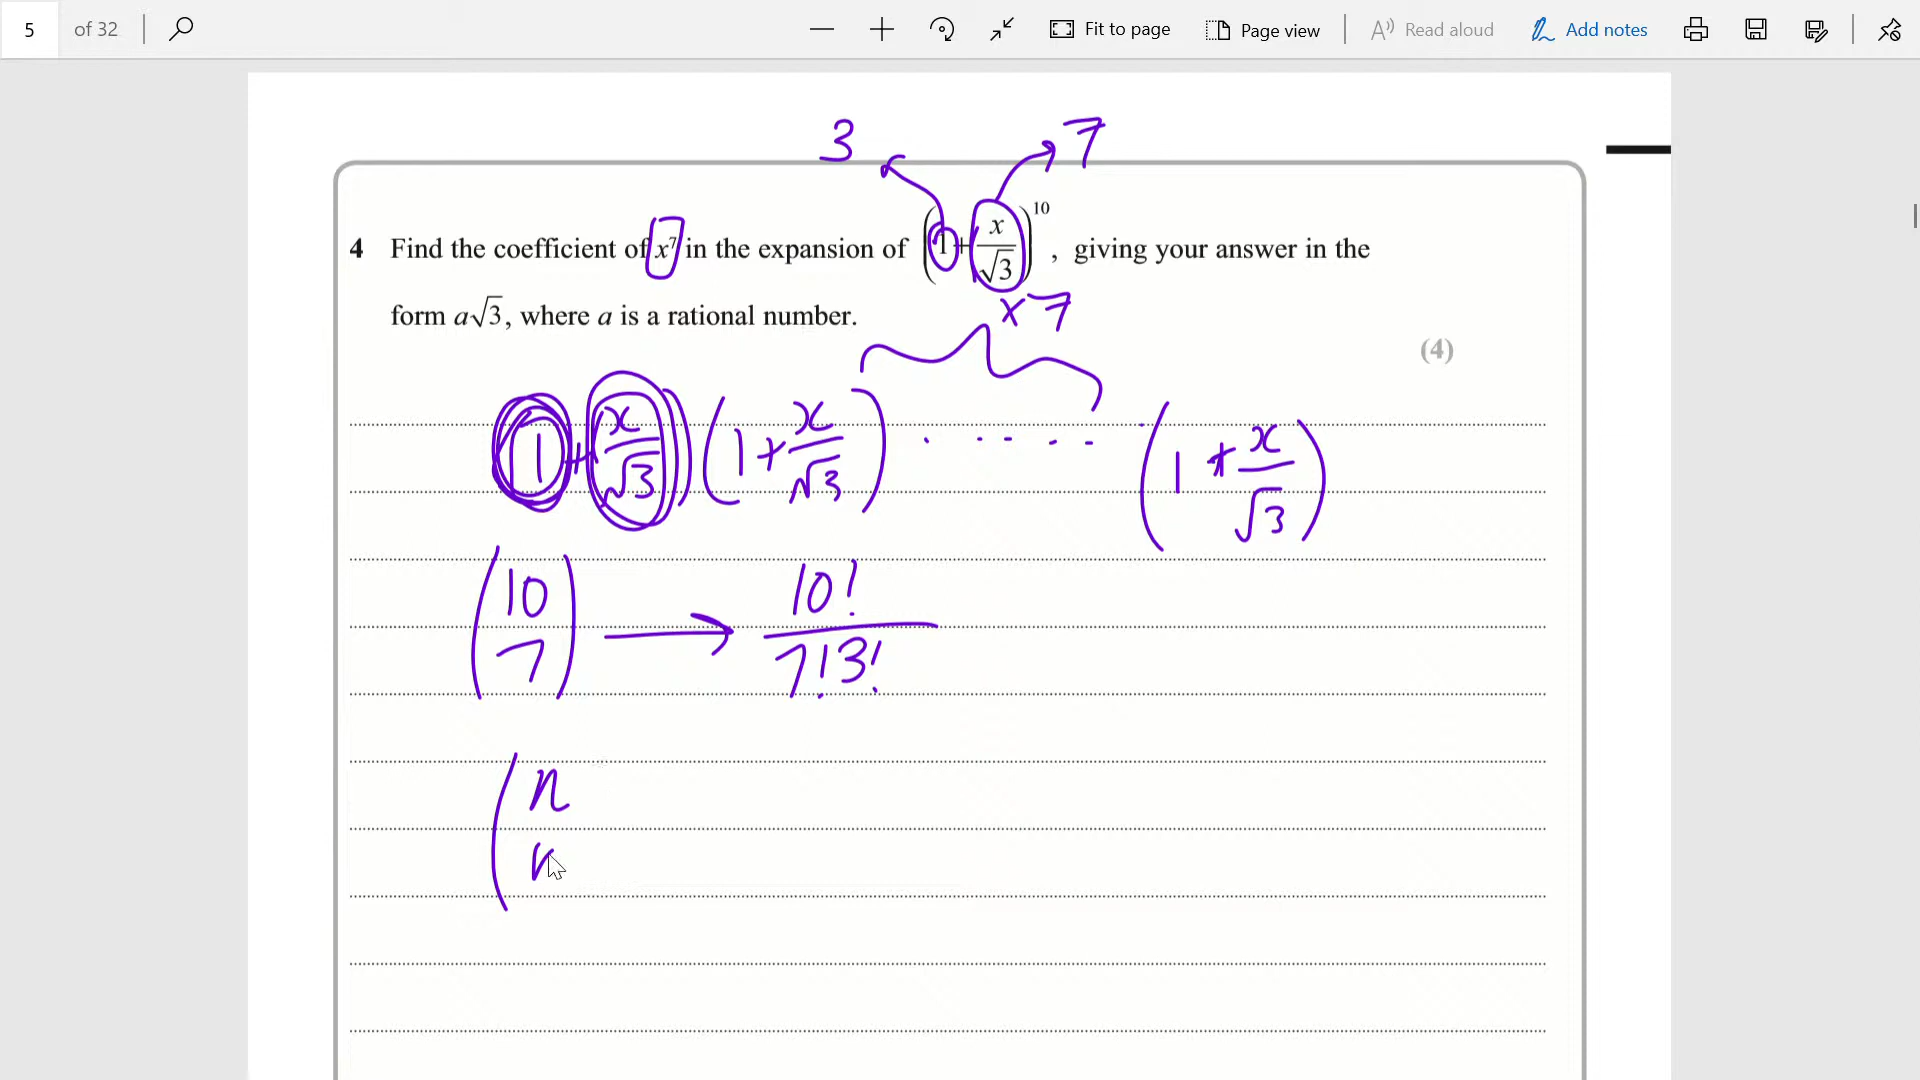 5 of 32 Fit to page Page view Read aloud Add notes
3 7
4 Find the coefficient of x⁷ in the expansion of (1 + x/√3)¹⁰, giving your answer in the
x7
form a√3, where a is a rational number.
(4)
1 + x/√3) (1 + x/√3) . . . . . . (1 + x/√3)
(10 7) → 10!/7!3!
(n